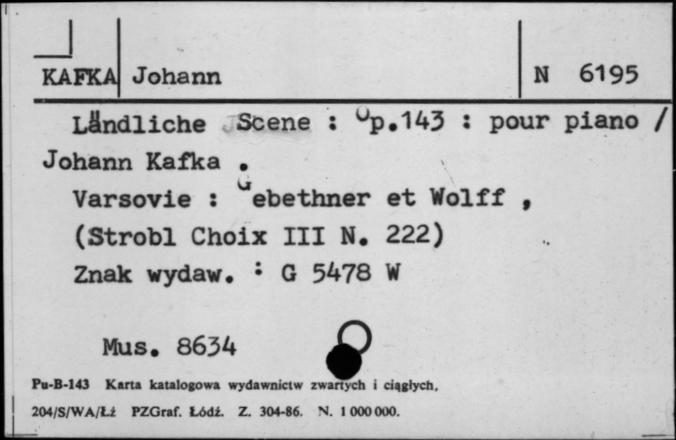 KAFKA Johann N 6195
Ländliche Scene : Op.143 : pour piano /
Johann Kafka .
Varsovie : Gebethner et Wolff ,
(Strobl Choix III N. 222)
Znak wydaw. : G 5478 W
Mus. 8634
Pu-B-143 Karta katalogowa wydawnictw zwartych i ciągłych.
204/S/WA/Łź PZGraf. Łódź. Z. 304-86. N. 1 000 000.